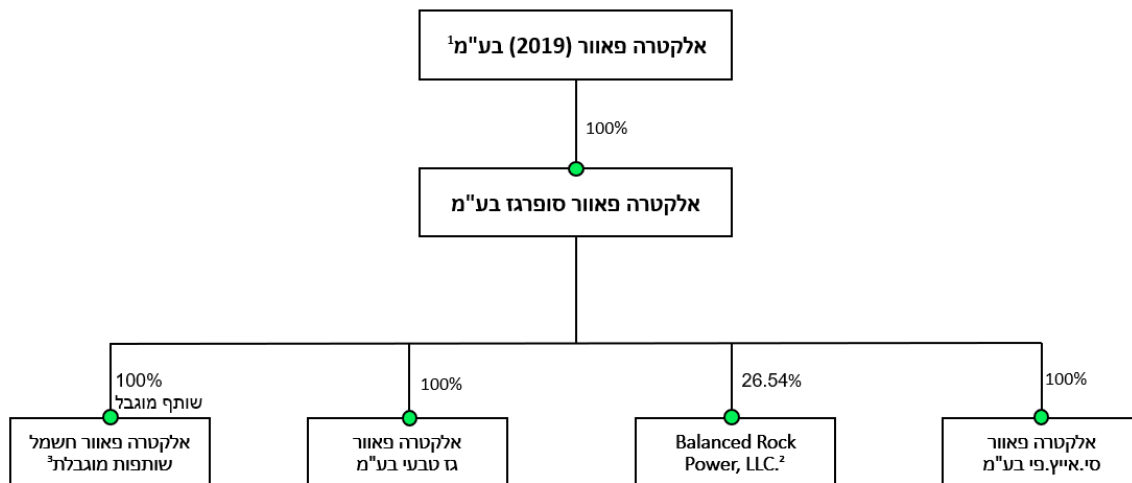 אלקטרה פאוור (2019) בע"מ¹
100%
אלקטרה פאוור סופרגז בע"מ
100%
26.54%
100%
100%
שותף מוגבל
אלקטרה פאוור
סי.אייץ.פי בע"מ
Balanced Rock
Power, LLC.²
אלקטרה פאוור
גז טבעי בע"מ
אלקטרה פאוור חשמל
שותפות מוגבלת³